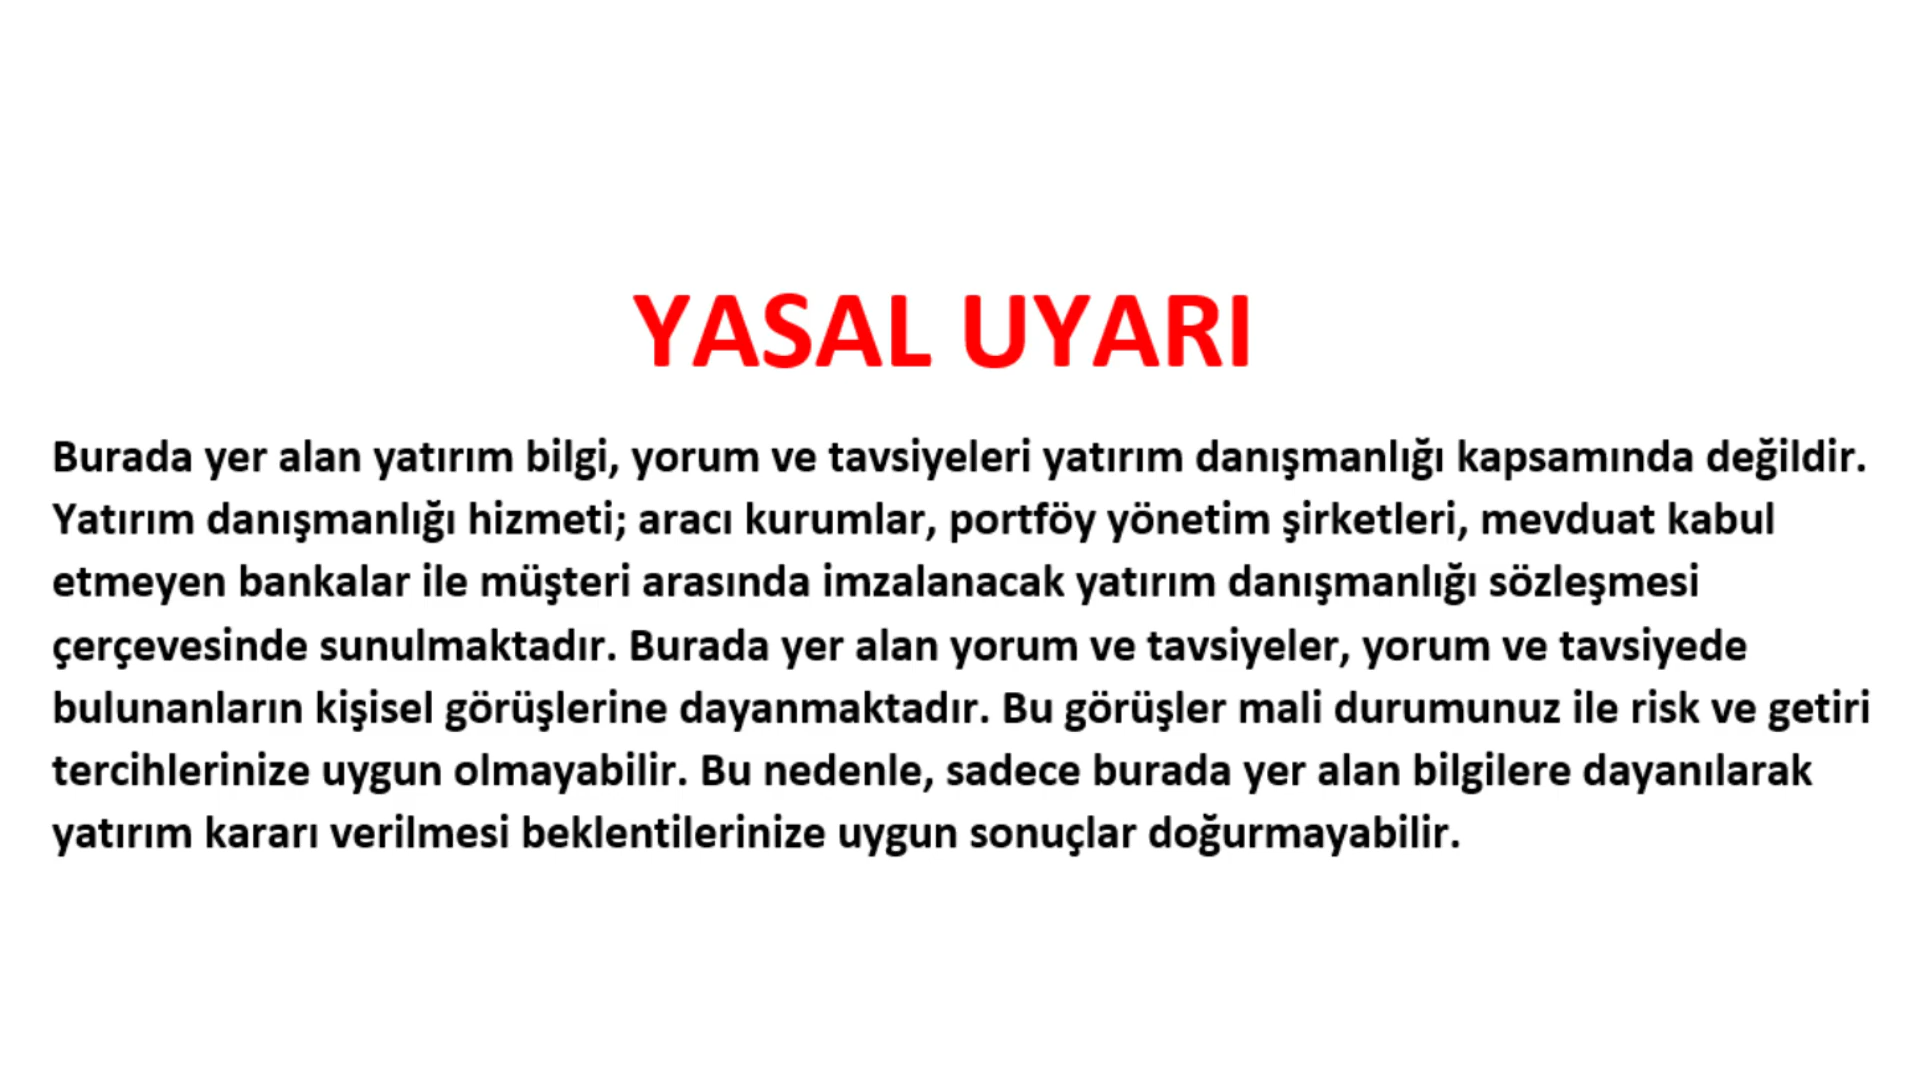 YASAL UYARI
Burada yer alan yatırım bilgi, yorum ve tavsiyeleri yatırım danışmanlığı kapsamında değildir.
Yatırım danışmanlığı hizmeti; aracı kurumlar, portföy yönetim şirketleri, mevduat kabul
etmeyen bankalar ile müşteri arasında imzalanacak yatırım danışmanlığı sözleşmesi
çerçevesinde sunulmaktadır. Burada yer alan yorum ve tavsiyeler, yorum ve tavsiyede
bulunanların kişisel görüşlerine dayanmaktadır. Bu görüşler mali durumunuz ile risk ve getiri
tercihlerinize uygun olmayabilir. Bu nedenle, sadece burada yer alan bilgilere dayanılarak
yatırım kararı verilmesi beklentilerinize uygun sonuçlar doğurmayabilir.